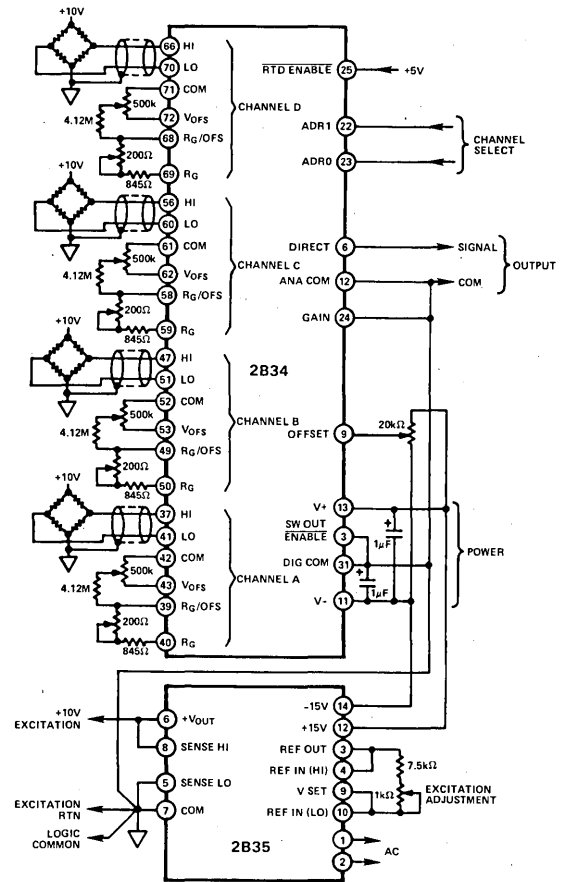 +10V
66 HI
70 LO
71 COM
500k
72 VOFS
4.12M
68 RG/OFS
200Ω
69 RG
845Ω
CHANNEL D
+10V
56 HI
60 LO
61 COM
500k
62 VOFS
4.12M
58 RG/OFS
200Ω
59 RG
845Ω
CHANNEL C
+10V
47 HI
51 LO
52 COM
500k
53 VOFS
4.12M
49 RG/OFS
200Ω
50 RG
845Ω
CHANNEL B
+10V
37 HI
41 LO
42 COM
500k
43 VOFS
4.12M
39 RG/OFS
200Ω
40 RG
845Ω
CHANNEL A
2B34
RTD ENABLE 25 +5V
ADR1 22
ADR0 23
CHANNEL
SELECT
DIRECT 6 SIGNAL
ANA COM 12 COM
OUTPUT
GAIN 24
20kΩ
OFFSET 9
V+ 13
SW OUT
ENABLE 3
1μF
DIG COM 31
1μF
V- 11
POWER
+10V
EXCITATION
6 +VOUT
8 SENSE HI
5 SENSE LO
EXCITATION
RTN
7 COM
LOGIC
COMMON
2B35
-15V 14
+15V 12
REF OUT 3
REF IN (HI) 4
7.5kΩ
V SET 9
1kΩ
EXCITATION
ADJUSTMENT
REF IN (LO) 10
1
2
AC